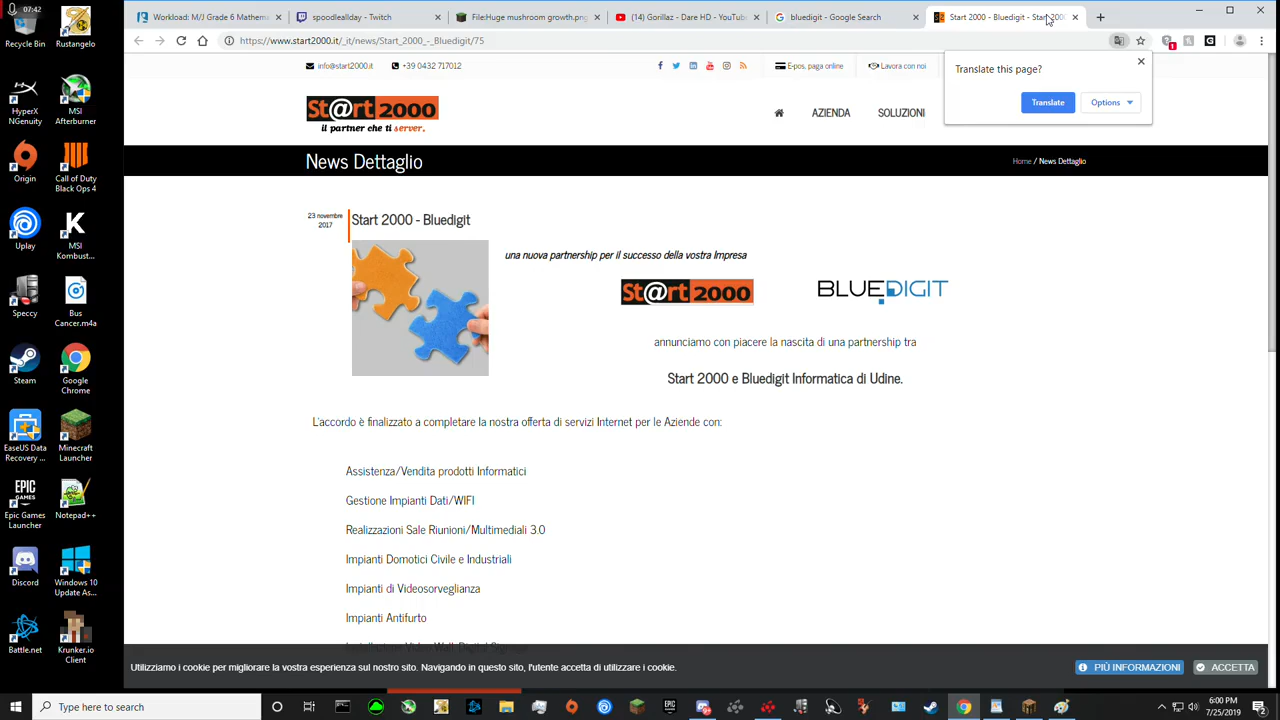 07:42
Workload: M/J Grade 6 Mathema
spoodleallday - Twitch
File:Huge mushroom growth.png
(14) Gorillaz - Dare HD - YouTub
bluedigit - Google Search
Start 2000 - Bluedigit - Start 200
https://www.start2000.it/_it/news/Start_2000_-_Bluedigit/75
info@start2000.it +39 0432 717012
E-pos, paga online
Lavora con noi
Translate this page?
Translate Options
St@rt 2000
il partner che ti server.
AZIENDA SOLUZIONI
News Dettaglio
Home / News Dettaglio
23 novembre
2017
Start 2000 - Bluedigit
una nuova partnership per il successo della vostra Impresa
St@rt 2000 BLUEDIGIT
annunciamo con piacere la nascita di una partnership tra
Start 2000 e Bluedigit Informatica di Udine.
L'accordo è finalizzato a completare la nostra offerta di servizi Internet per le Aziende con:
Assistenza/Vendita prodotti Informatici
Gestione Impianti Dati/WIFI
Realizzazioni Sale Riunioni/Multimediali 3.0
Impianti Domotici Civile e Industriali
Impianti di Videosorveglianza
Impianti Antifurto
Utilizziamo i cookie per migliorare la vostra esperienza sul nostro sito. Navigando in questo sito, l'utente accetta di utilizzare i cookie.
PIÙ INFORMAZIONI
ACCETTA
Recycle Bin
Rustangelo
HyperX
NGenuity
MSI
Afterburner
Origin
Call of Duty
Black Ops 4
Uplay
MSI
Kombust...
Speccy
Bus
Cancer.m4a
Steam
Google
Chrome
EaseUS Data
Recovery ...
Minecraft
Launcher
Epic Games
Launcher
Notepad++
Discord
Windows 10
Update As...
Battle.net
Krunker.io
Client
Type here to search
6:00 PM
7/25/2019